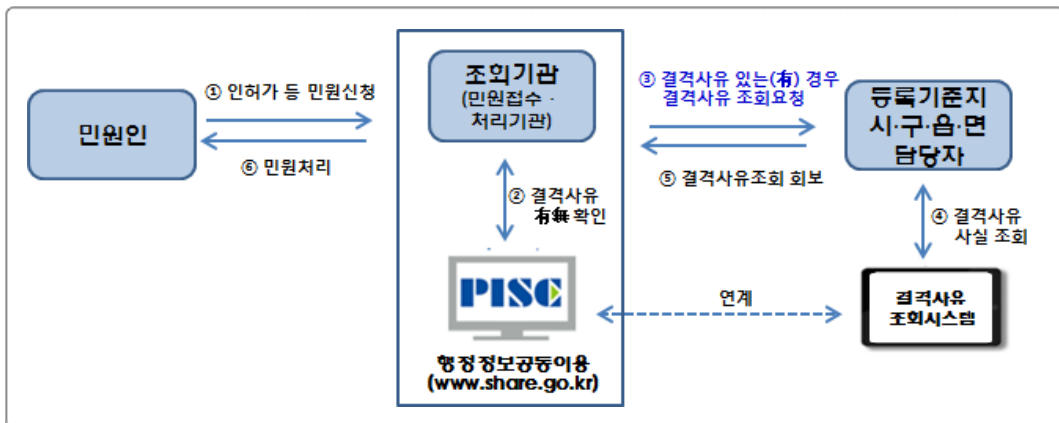 민원인
① 인허가 등 민원신청
⑥ 민원처리
조회기관
(민원접수 ·
처리기관)
② 결격사유
有無 확인
PISC
행정정보공동이용
(www.share.go.kr)
③ 결격사유 있는(有) 경우
결격사유 조회요청
⑤ 결격사유조회 회보
등록기준지
시·구·읍·면
담당자
④ 결격사유
사실 조회
연계
결격사유
조회시스템